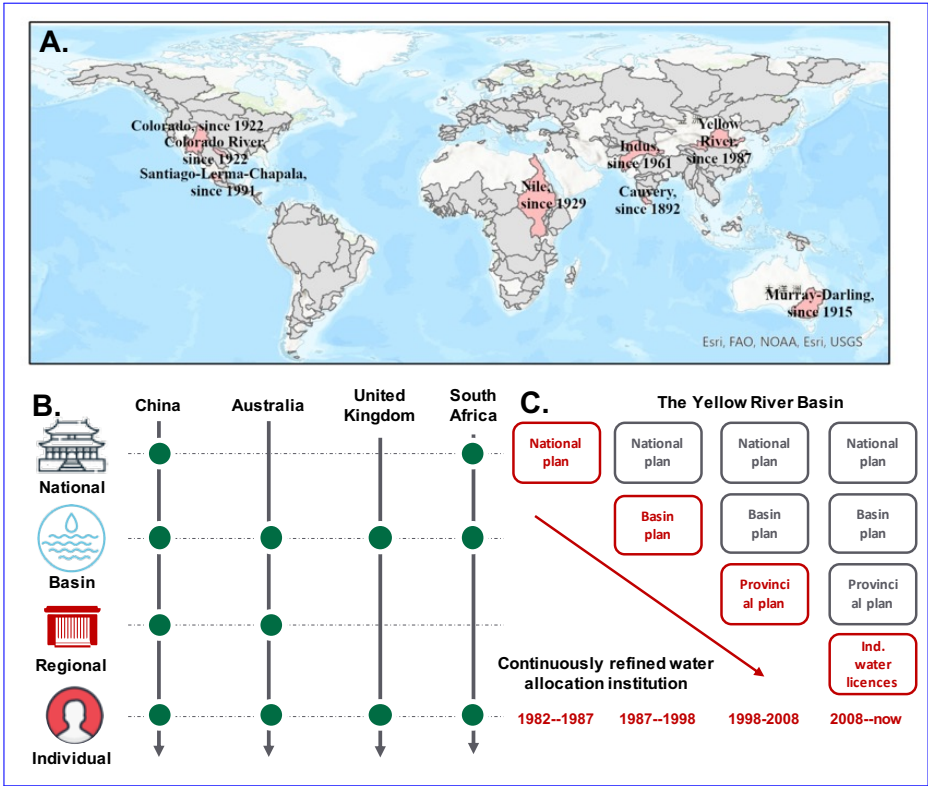 A.
Colorado, since 1922
Colorado River,
since 1922
Santiago-Lerma-Chapala,
since 1991
Nile,
since 1929
Indus,
since 1961
Cauvery,
since 1892
Yellow
River,
since 1987
Murray-Darling,
since 1915
Esri, FAO, NOAA, Esri, USGS
B.
China
Australia
United
Kingdom
South
Africa
National
Basin
Regional
Individual
C.
The Yellow River Basin
National
plan
National
plan
National
plan
National
plan
Basin
plan
Basin
plan
Basin
plan
Provinci
al plan
Provinci
al plan
Ind.
water
licences
Continuously refined water
allocation institution
1982--1987
1987--1998
1998-2008
2008--now